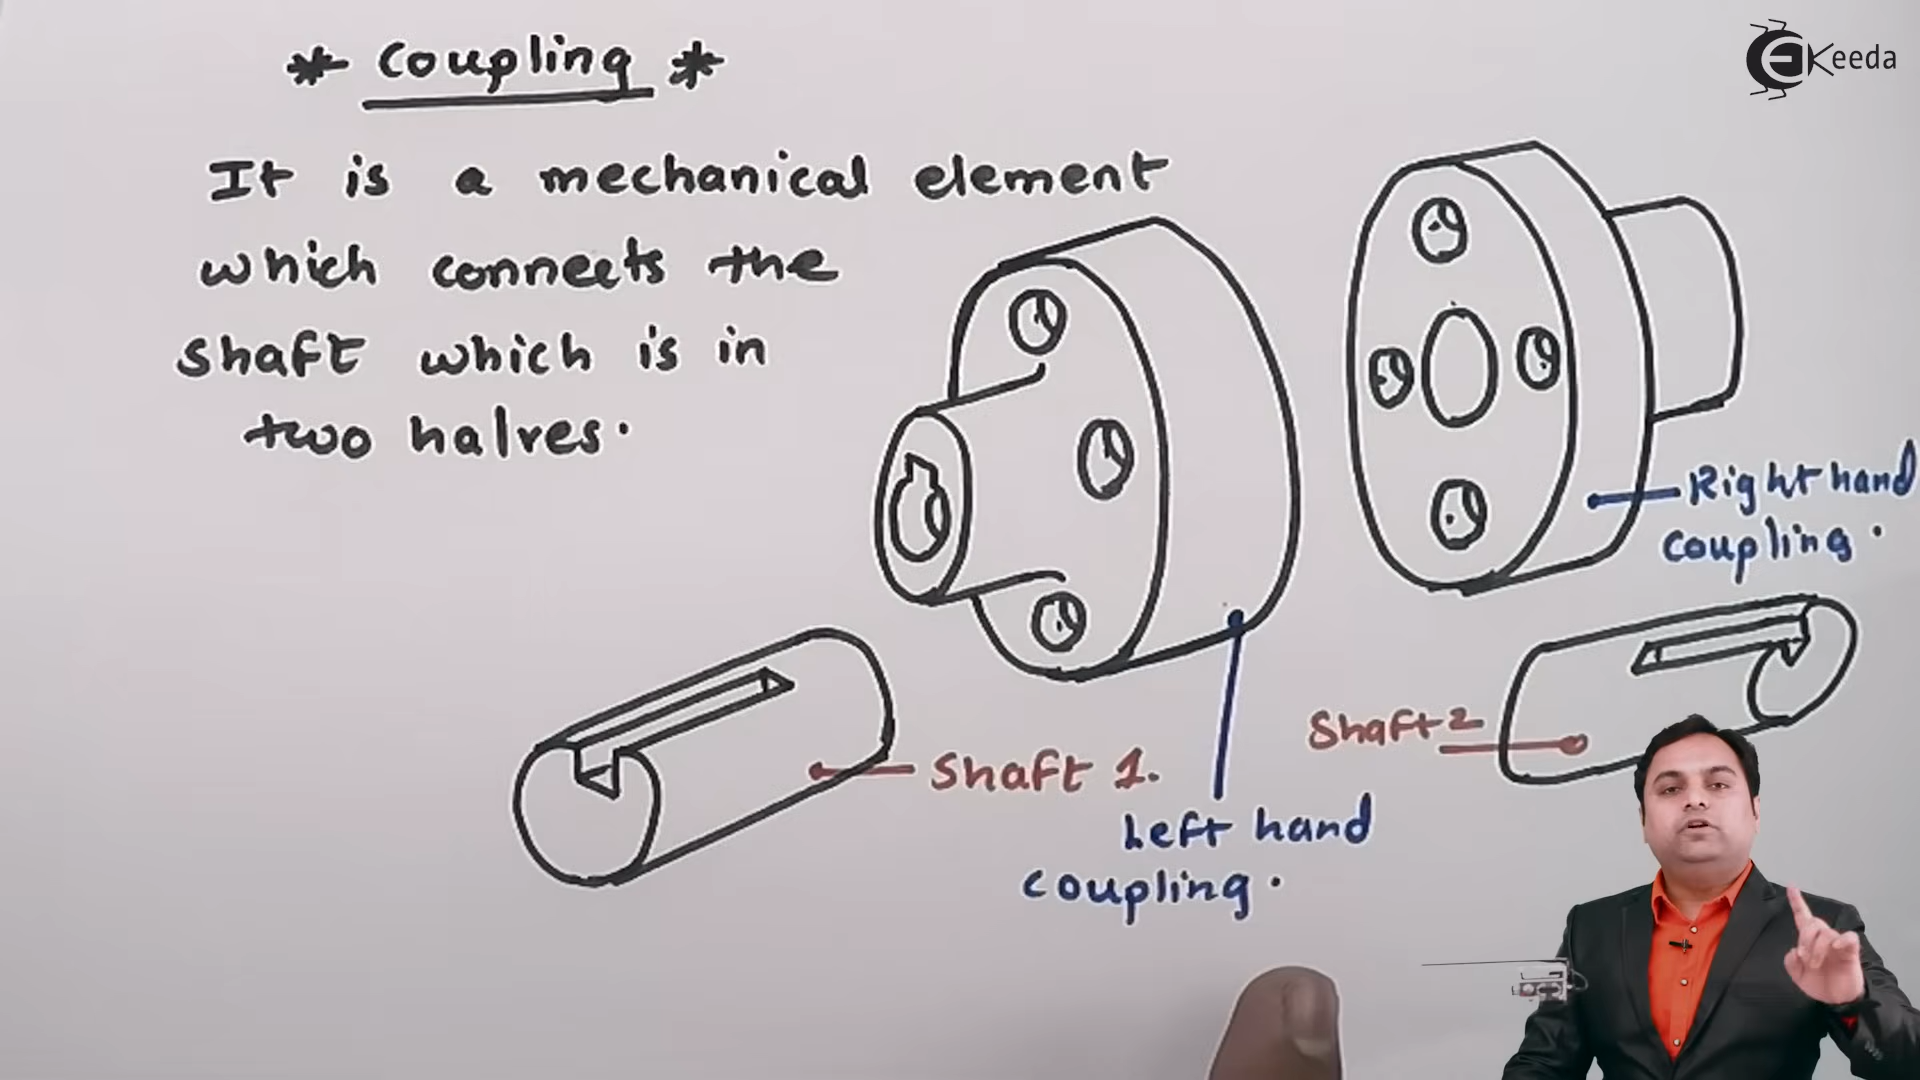 * Coupling *
It is a mechanical element
which connects the
shaft which is in
two halves.
Keeda
Right hand
coupling.
Shaft 2
Shaft 1.
Left hand
coupling.